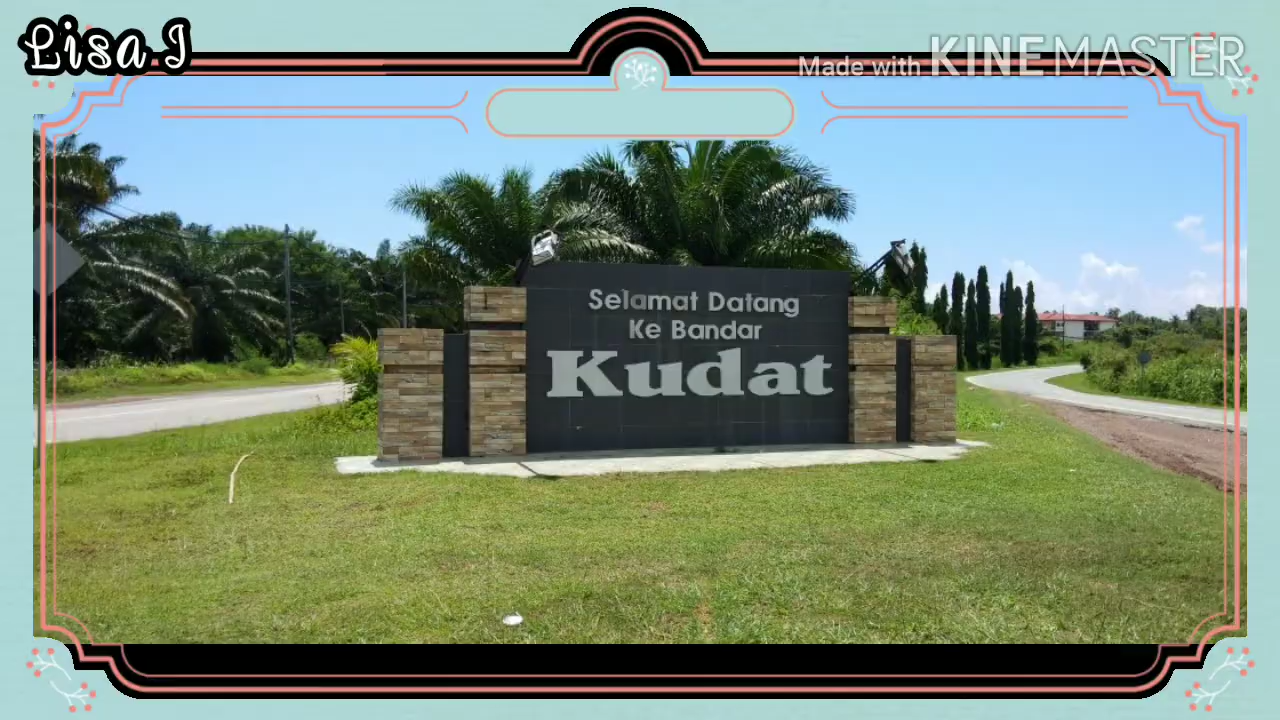 Lisa J
Made with KINEMASTER
Selamat Datang
Ke Bandar
Kudat